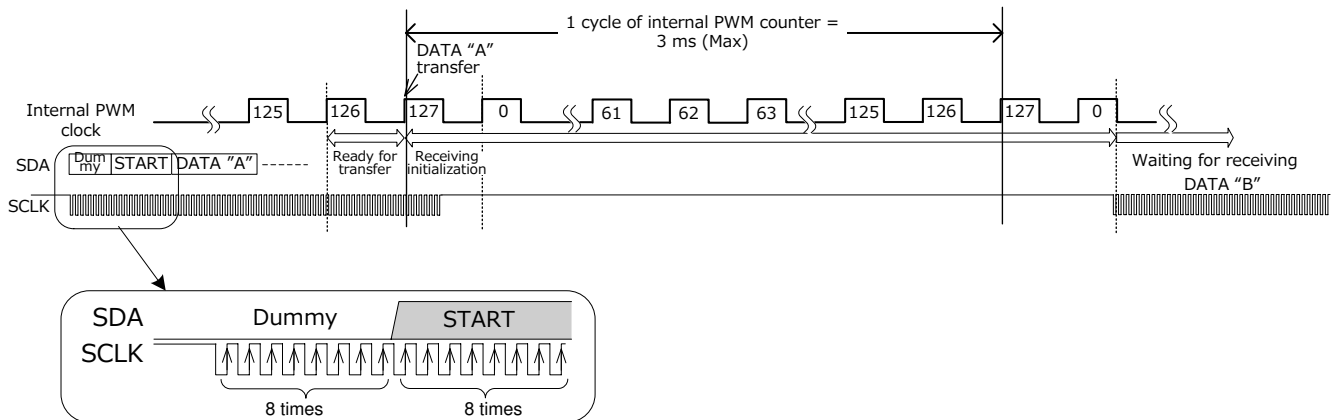 1 cycle of internal PWM counter =
3 ms (Max)
DATA "A"
transfer
Internal PWM
clock
125 126 127 0 61 62 63 125 126 127 0
Ready for
transfer
Receiving
initialization
Waiting for receiving
DATA "B"
SDA
Dum
my
START
DATA "A"
SCLK
SDA
Dummy
START
SCLK
8 times
8 times